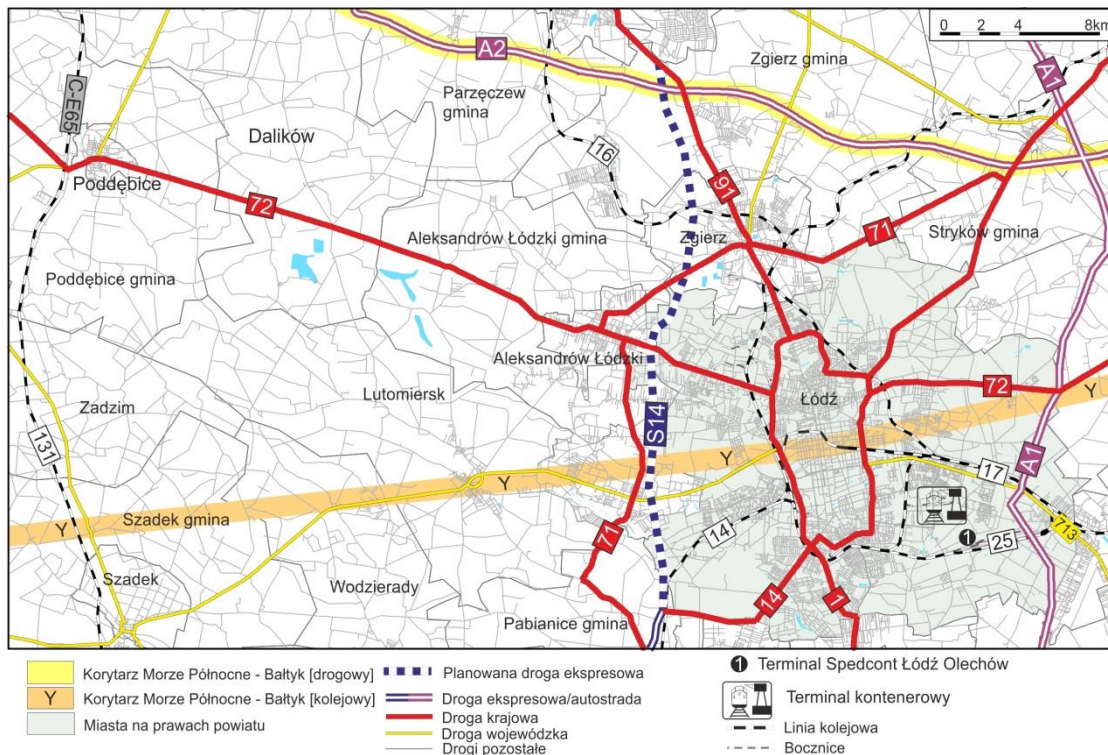 0 2 4 8km
A2
Zgierz gmina
A1
C-E65
Parzęczew
gmina
Dalików
16
Poddębice
91
72
71
Aleksandrów Łódzki gmina
Zgierz
Stryków gmina
Poddębice gmina
Aleksandrów Łódzki
72
Y
Lutomiersk
Łódź
Zadzim
S14
131
Y
A1
Y
17
Szadek gmina
Y
14
713
71
1
25
Szadek
Wodzierady
14
1
Pabianice gmina
Korytarz Morze Północne - Bałtyk [drogowy]
Y Korytarz Morze Północne - Bałtyk [kolejowy]
Miasta na prawach powiatu
Planowana droga ekspresowa
Droga ekspresowa/autostrada
Droga krajowa
Droga wojewódzka
Drogi pozostałe
1 Terminal Spedcont Łódź Olechów
Terminal kontenerowy
Linia kolejowa
Bocznice